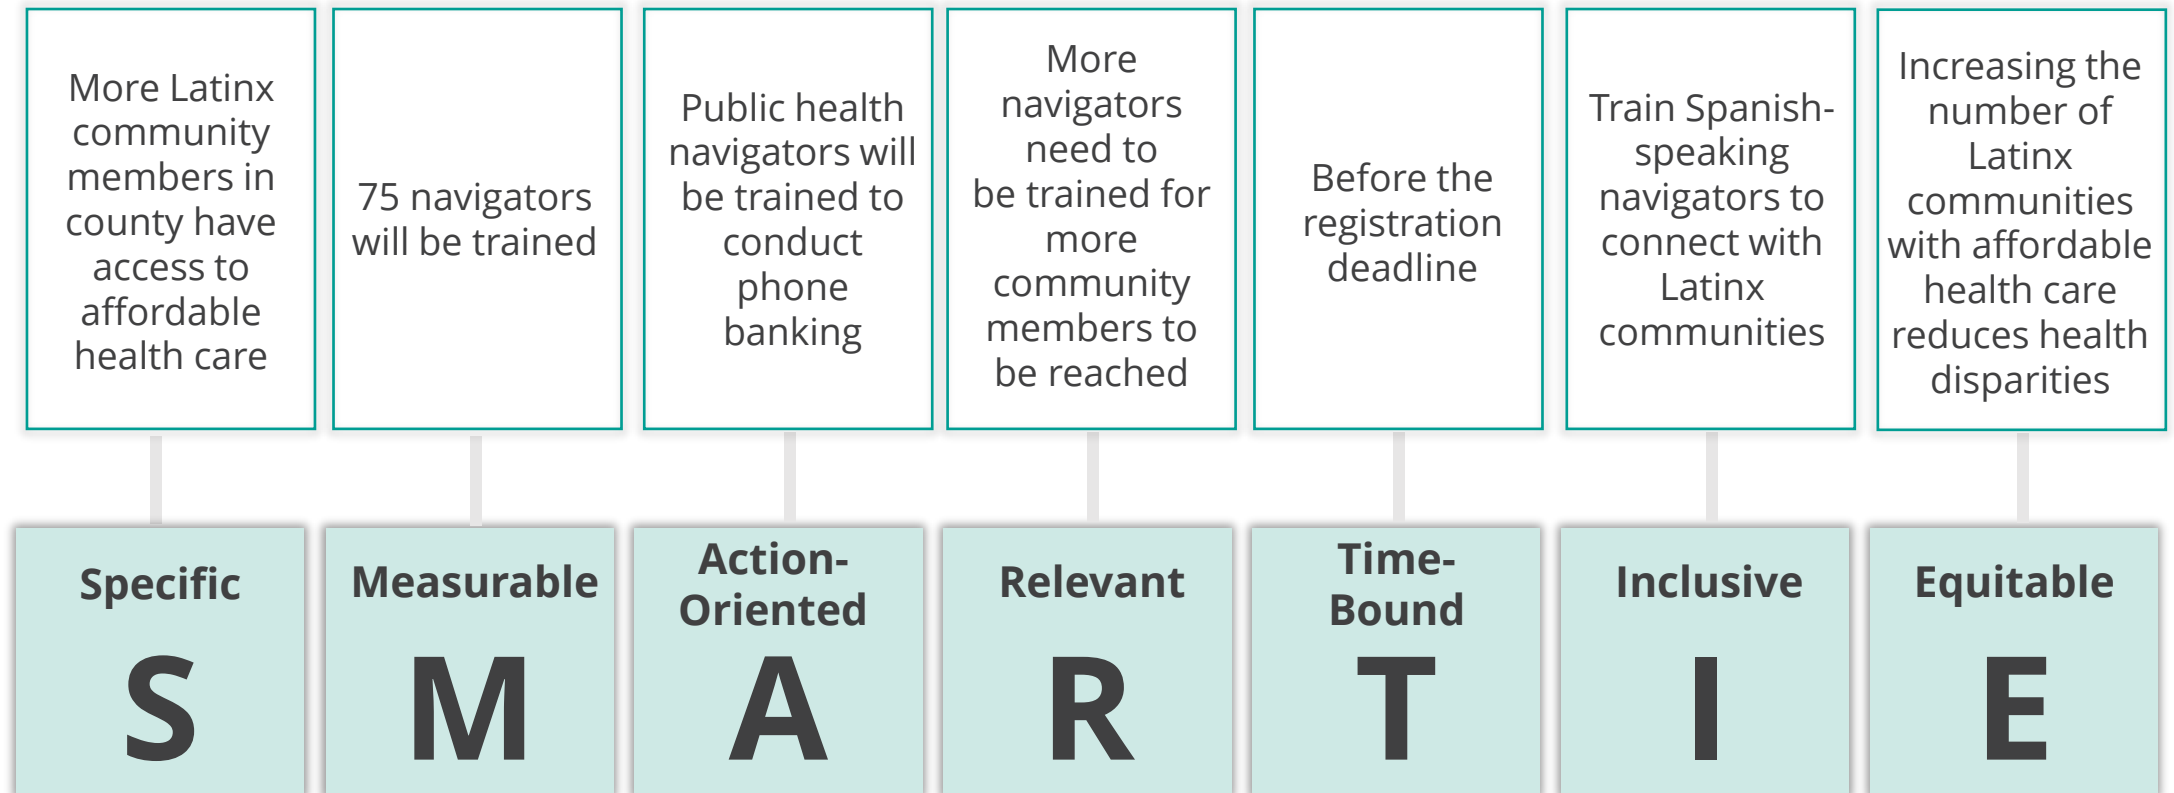 More Latinx
community
members in
county have
access to
affordable
health care
75 navigators
will be trained
Public health
navigators will
be trained to
conduct
phone
banking
More
navigators
need to
be trained for
more
community
members to
be reached
Before the
registration
deadline
Train Spanish-
speaking
navigators to
connect with
Latinx
communities
Increasing the
number of
Latinx
communities
with affordable
health care
reduces health
disparities
Specific
S
Measurable
M
Action-
Oriented
A
Relevant
R
Time-
Bound
T
Inclusive
I
Equitable
E